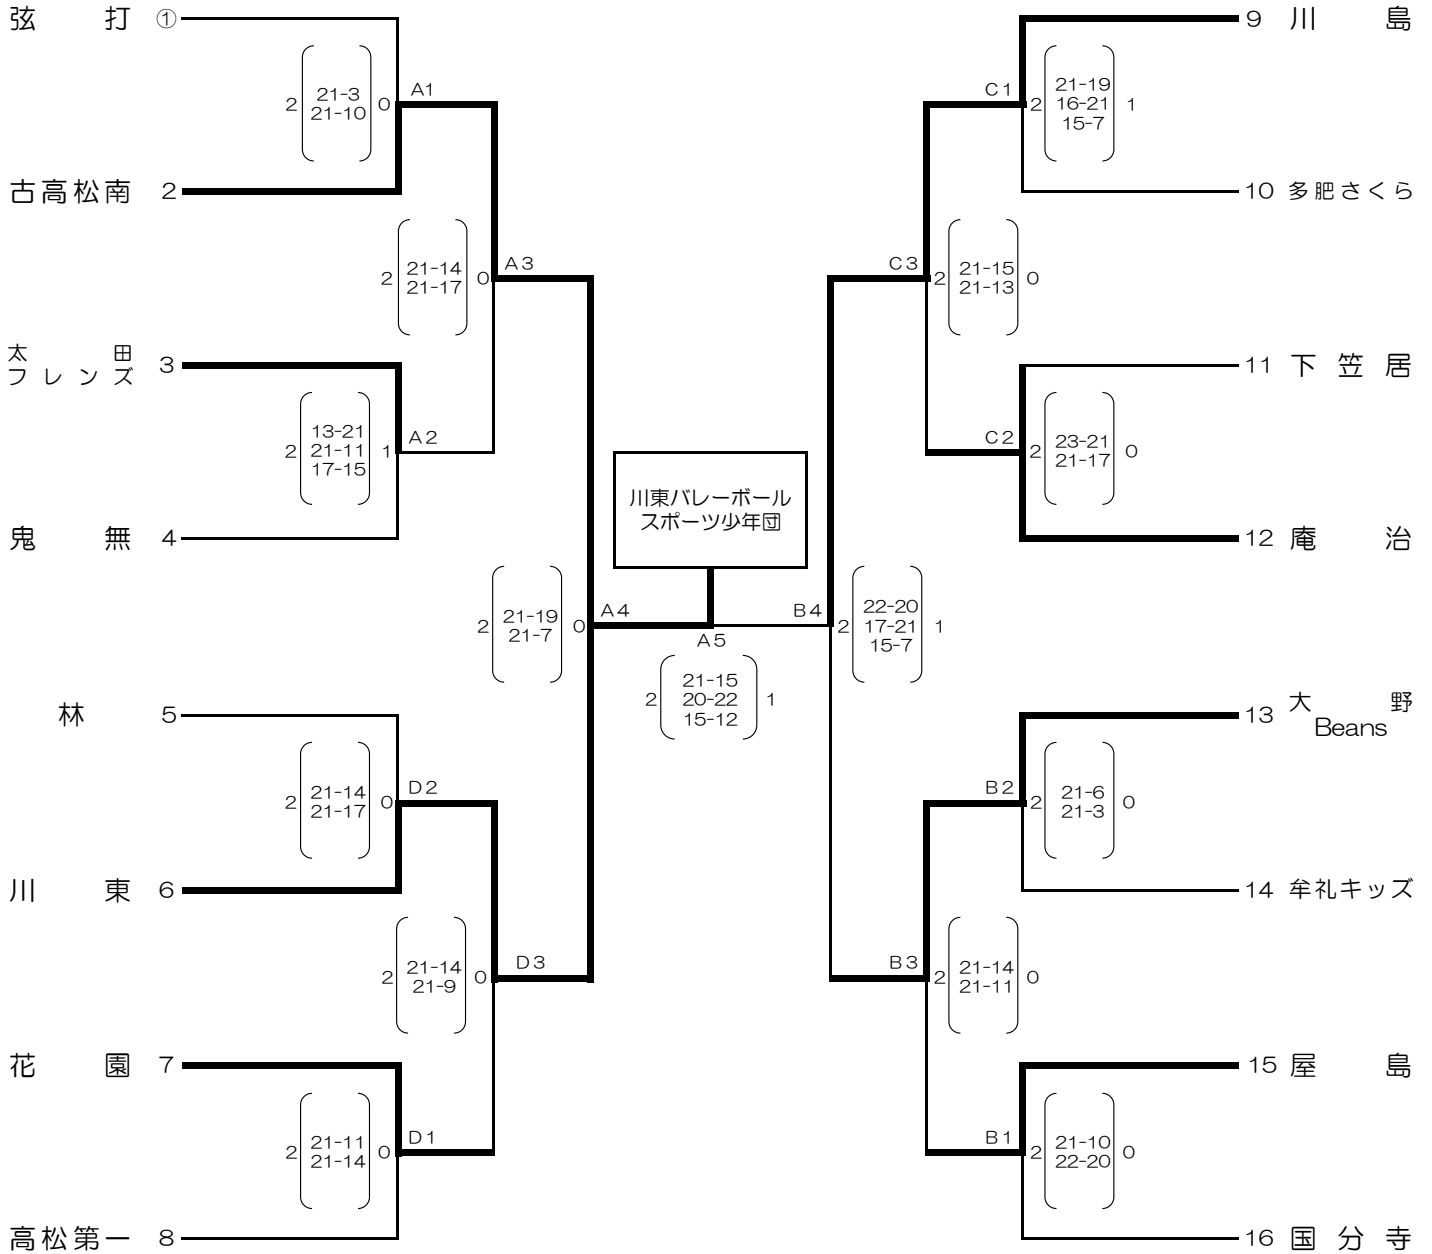 弦打 ①
2 21-3 0
21-10
A1
古高松南 2
2 21-14 0
21-17
A3
太田
フレンズ 3
2 13-21 1
21-11
17-15
A2
鬼無 4
2 21-19 0
21-7
A4
林 5
2 21-14 0
21-17
D2
川東 6
2 21-14 0
21-9
D3
花園 7
2 21-11 0
21-14
D1
高松第一 8
川東バレーボール
スポーツ少年団
A5
2 21-15 1
20-22
15-12
9 川島
C1
2 21-19 1
16-21
15-7
10 多肥さくら
C3
2 21-15 0
21-13
11 下笠居
C2
2 23-21 0
21-17
12 庵治
B4
2 22-20 1
17-21
15-7
13 大野
Beans
B2
2 21-6 0
21-3
14 牟礼キッズ
B3
2 21-14 0
21-11
15 屋島
B1
2 21-10 0
22-20
16 国分寺